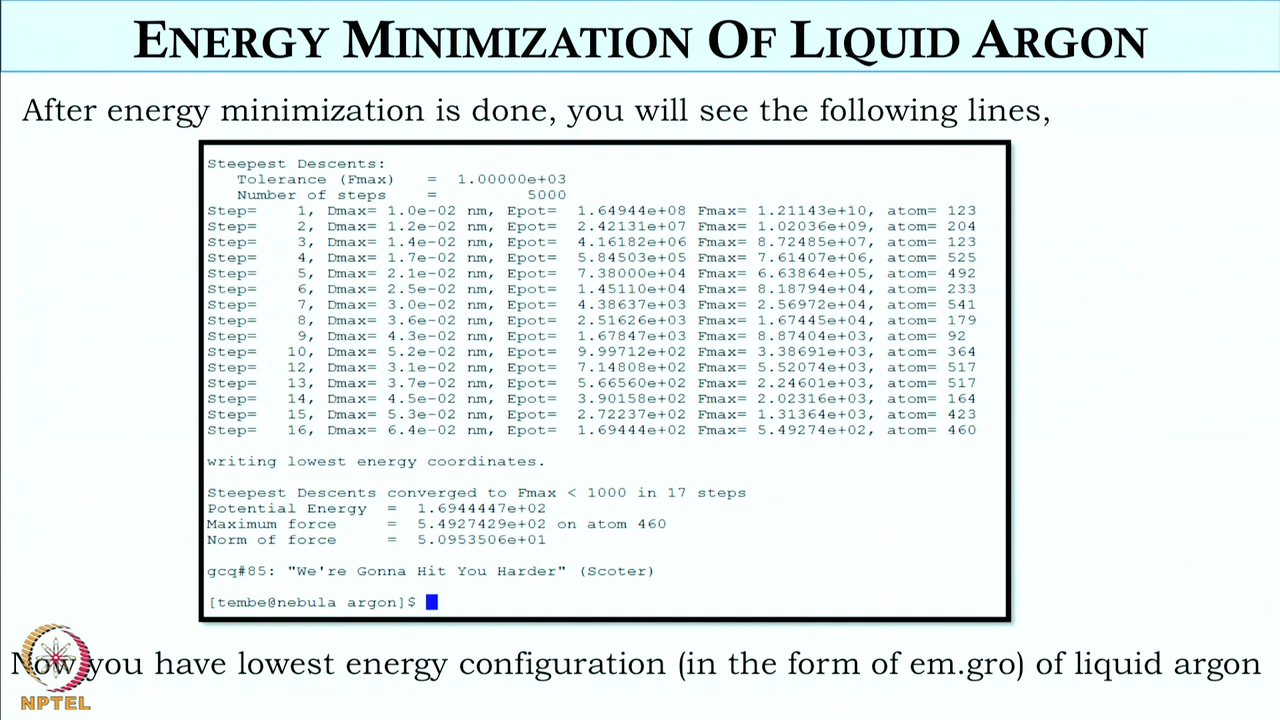 ENERGY MINIMIZATION OF LIQUID ARGON
After energy minimization is done, you will see the following lines,
Steepest Descents:
   Tolerance (Fmax)   =  1.00000e+03
   Number of steps    =         5000
Step=    1, Dmax= 1.0e-02 nm, Epot=  1.64944e+08 Fmax= 1.21143e+10, atom= 123
Step=    2, Dmax= 1.2e-02 nm, Epot=  2.42131e+07 Fmax= 1.02036e+09, atom= 204
Step=    3, Dmax= 1.4e-02 nm, Epot=  4.16182e+06 Fmax= 8.72485e+07, atom= 123
Step=    4, Dmax= 1.7e-02 nm, Epot=  5.84503e+05 Fmax= 7.61407e+06, atom= 525
Step=    5, Dmax= 2.1e-02 nm, Epot=  7.38000e+04 Fmax= 6.63864e+05, atom= 492
Step=    6, Dmax= 2.5e-02 nm, Epot=  1.45110e+04 Fmax= 8.18794e+04, atom= 233
Step=    7, Dmax= 3.0e-02 nm, Epot=  4.38637e+03 Fmax= 2.56972e+04, atom= 541
Step=    8, Dmax= 3.6e-02 nm, Epot=  2.51626e+03 Fmax= 1.67445e+04, atom= 179
Step=    9, Dmax= 4.3e-02 nm, Epot=  1.67847e+03 Fmax= 8.87404e+03, atom= 92
Step=   10, Dmax= 5.2e-02 nm, Epot=  9.99712e+02 Fmax= 3.38691e+03, atom= 364
Step=   12, Dmax= 3.1e-02 nm, Epot=  7.14808e+02 Fmax= 5.52074e+03, atom= 517
Step=   13, Dmax= 3.7e-02 nm, Epot=  5.66560e+02 Fmax= 2.24601e+03, atom= 517
Step=   14, Dmax= 4.5e-02 nm, Epot=  3.90158e+02 Fmax= 2.02316e+03, atom= 164
Step=   15, Dmax= 5.3e-02 nm, Epot=  2.72237e+02 Fmax= 1.31364e+03, atom= 423
Step=   16, Dmax= 6.4e-02 nm, Epot=  1.69444e+02 Fmax= 5.49274e+02, atom= 460
writing lowest energy coordinates.
Steepest Descents converged to Fmax < 1000 in 17 steps
Potential Energy  =  1.6944447e+02
Maximum force     =  5.4927429e+02 on atom 460
Norm of force     =  5.0953506e+01
gcq#85: "We're Gonna Hit You Harder" (Scoter)
[tembe@nebula argon]$
Now you have lowest energy configuration (in the form of em.gro) of liquid argon
NPTEL